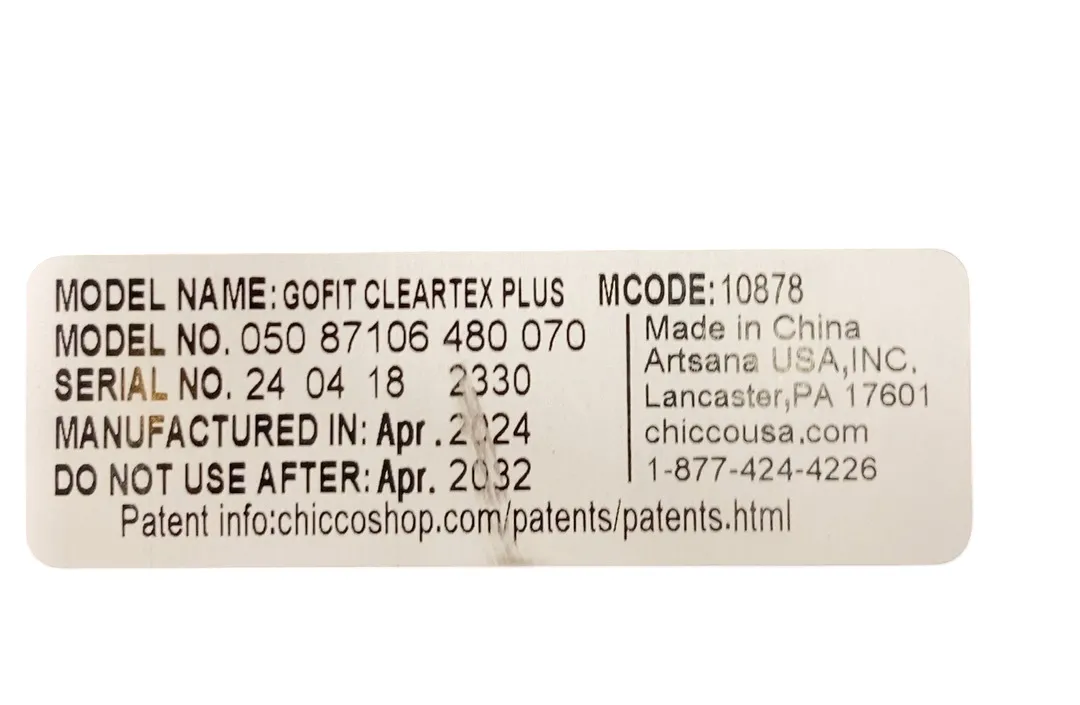 MODEL NAME: GOFIT CLEARTEX PLUS MCODE: 10878
MODEL NO. 050 87106 480 070
SERIAL NO. 24 04 18 2330
MANUFACTURED IN: Apr. 2024
DO NOT USE AFTER: Apr. 2032
Made in China
Artsana USA,INC.
Lancaster,PA 17601
chiccousa.com
1-877-424-4226
Patent info:chiccoshop.com/patents/patents.html